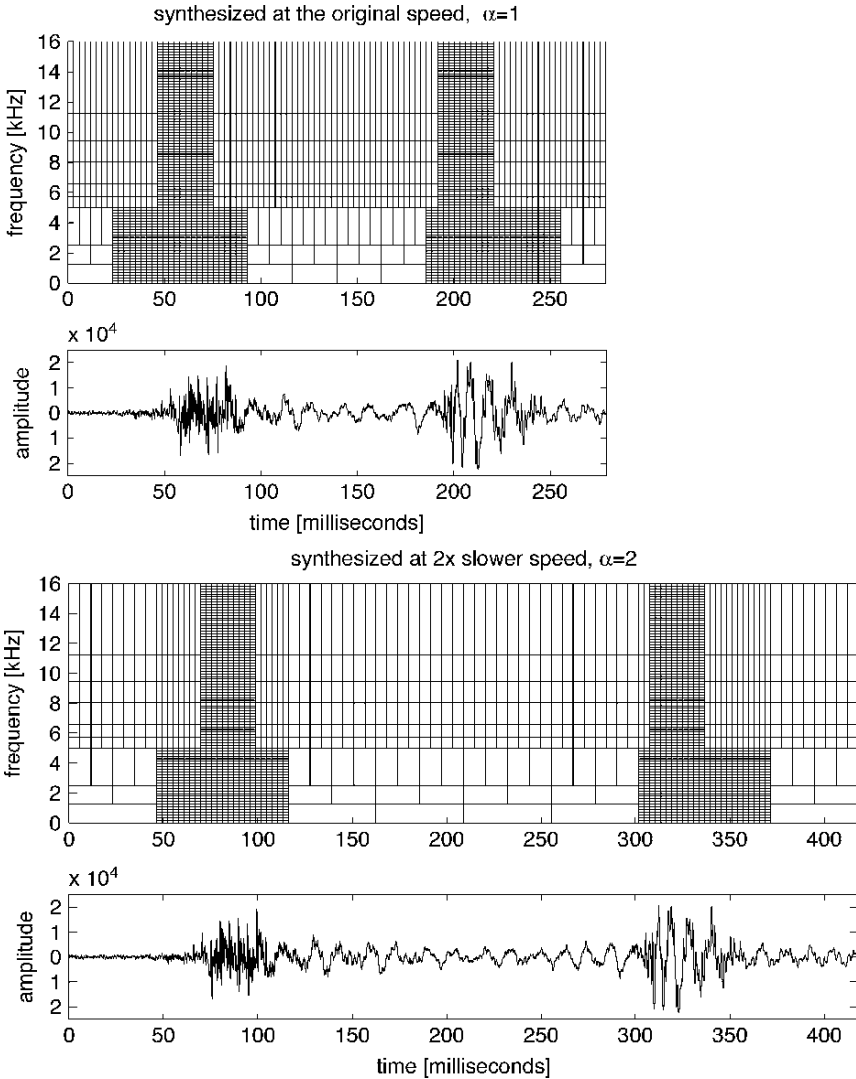 synthesized at the original speed, α=1
frequency [kHz]
16
14
12
10
8
6
4
2
0
0 50 100 150 200 250
x 10^4
amplitude
2
1
0
1
2
0 50 100 150 200 250
time [milliseconds]
synthesized at 2x slower speed, α=2
frequency [kHz]
16
14
12
10
8
6
4
2
0
0 50 100 150 200 250 300 350 400
x 10^4
amplitude
2
1
0
1
2
0 50 100 150 200 250 300 350 400
time [milliseconds]